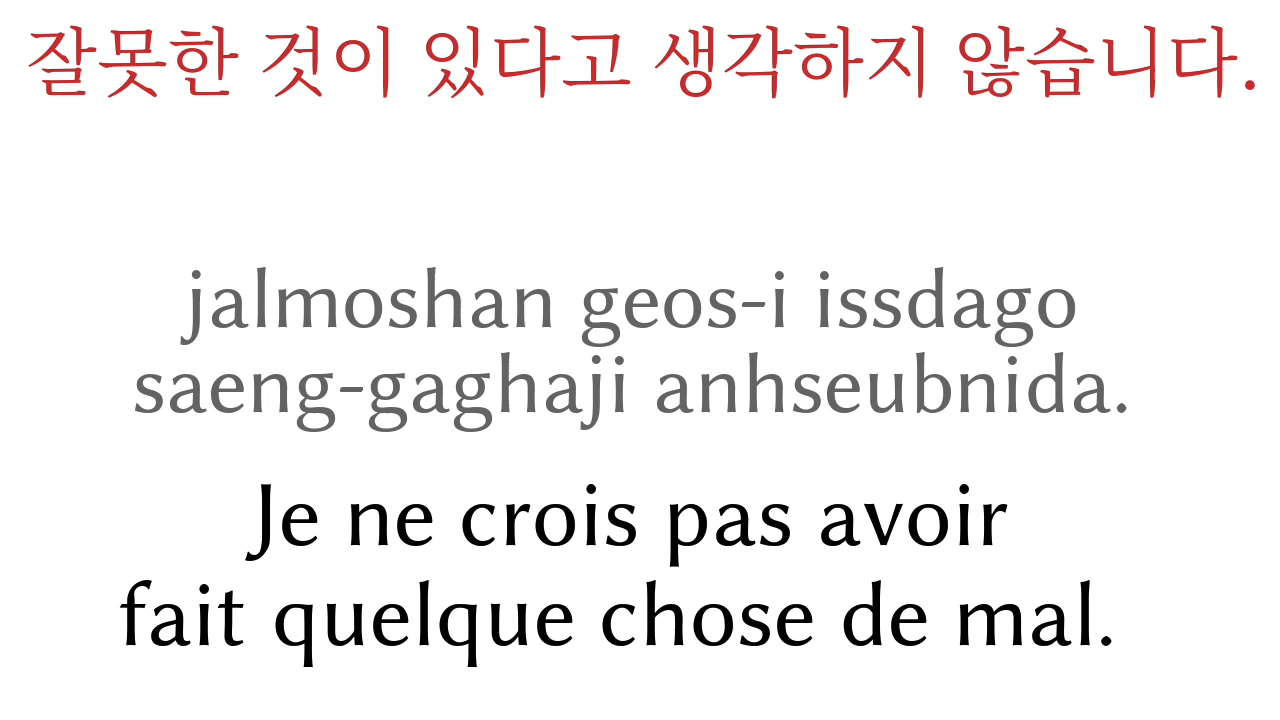 잘못한 것이 있다고 생각하지 않습니다.
jalmoshan geos-i issdago
saeng-gaghaji anhseubnida.
Je ne crois pas avoir
fait quelque chose de mal.